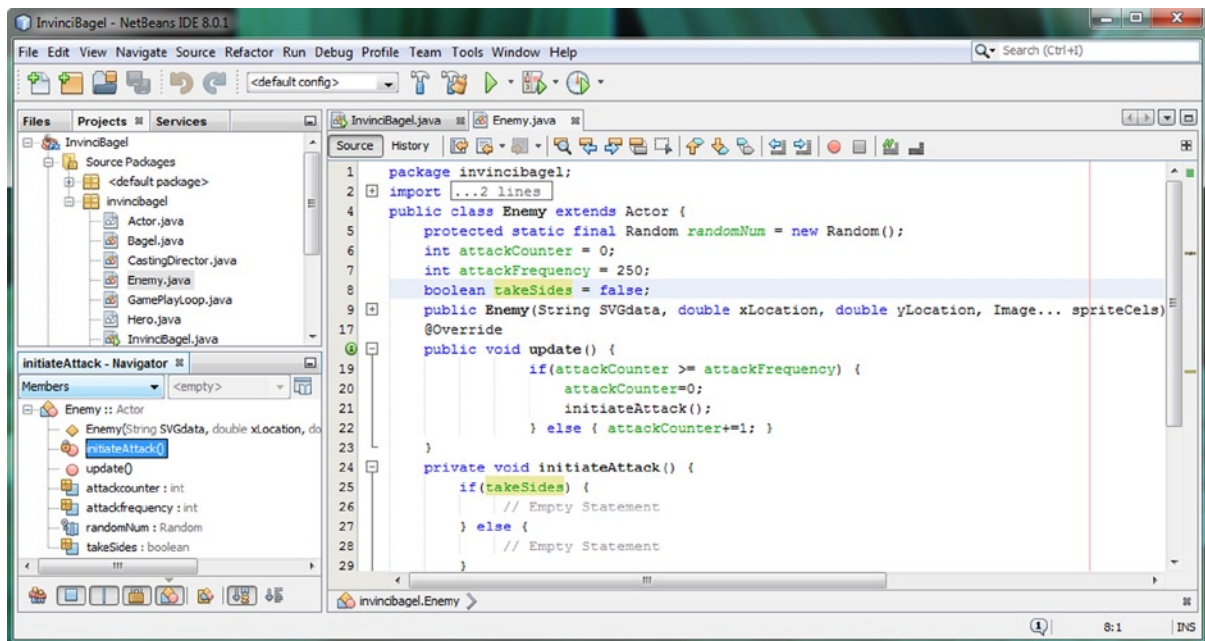 InvinciBagel - NetBeans IDE 8.0.1
File Edit View Navigate Source Refactor Run Debug Profile Team Tools Window Help
Search (Ctrl+I)
<default config>
Files Projects Services
InvinciBagel
Source Packages
<default package>
invincibagel
Actor.java
Bagel.java
CastingDirector.java
Enemy.java
GamePlayLoop.java
Hero.java
InvinciBagel.java
initiateAttack - Navigator
Members <empty>
Enemy :: Actor
Enemy(String SVGdata, double xLocation, do
initiateAttack()
update()
attackcounter : int
attackfrequency : int
randomNum : Random
takeSides : boolean
InvinciBagel.java Enemy.java
Source History
1 package invincibagel;
2 import ...2 lines
4 public class Enemy extends Actor {
5 protected static final Random randomNum = new Random();
6 int attackCounter = 0;
7 int attackFrequency = 250;
8 boolean takeSides = false;
9 public Enemy(String SVGdata, double xLocation, double yLocation, Image... spriteCels)
17 @Override
public void update() {
19 if(attackCounter >= attackFrequency) {
20 attackCounter=0;
21 initiateAttack();
22 } else { attackCounter+=1; }
23 }
24 private void initiateAttack() {
25 if(takeSides) {
26 // Empty Statement
27 } else {
28 // Empty Statement
29 }
invincibagel.Enemy
1 8:1 INS